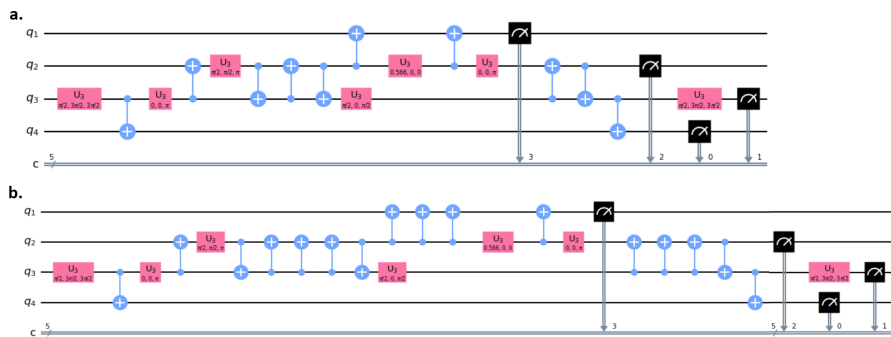 a.
q₁
q₂ U₃ π/2, π/2, π U₃ 0.566, 0, 0 U₃ 0, 0, π
q₃ U₃ π/2, 3π/2, 3π/2 U₃ 0, 0, π U₃ π/2, 0, π/2 U₃ π/2, 3π/2, 3π/2
q₄
c 5 3 2 0 1
b.
q₁
q₂ U₃ π/2, π/2, π U₃ 0.566, 0, 0 U₃ 0, 0, π
q₃ U₃ π/2, 3π/2, 3π/2 U₃ 0, 0, π U₃ π/2, 0, π/2 U₃ π/2, 3π/2, 3π/2
q₄
c 5 3 5 2 0 1